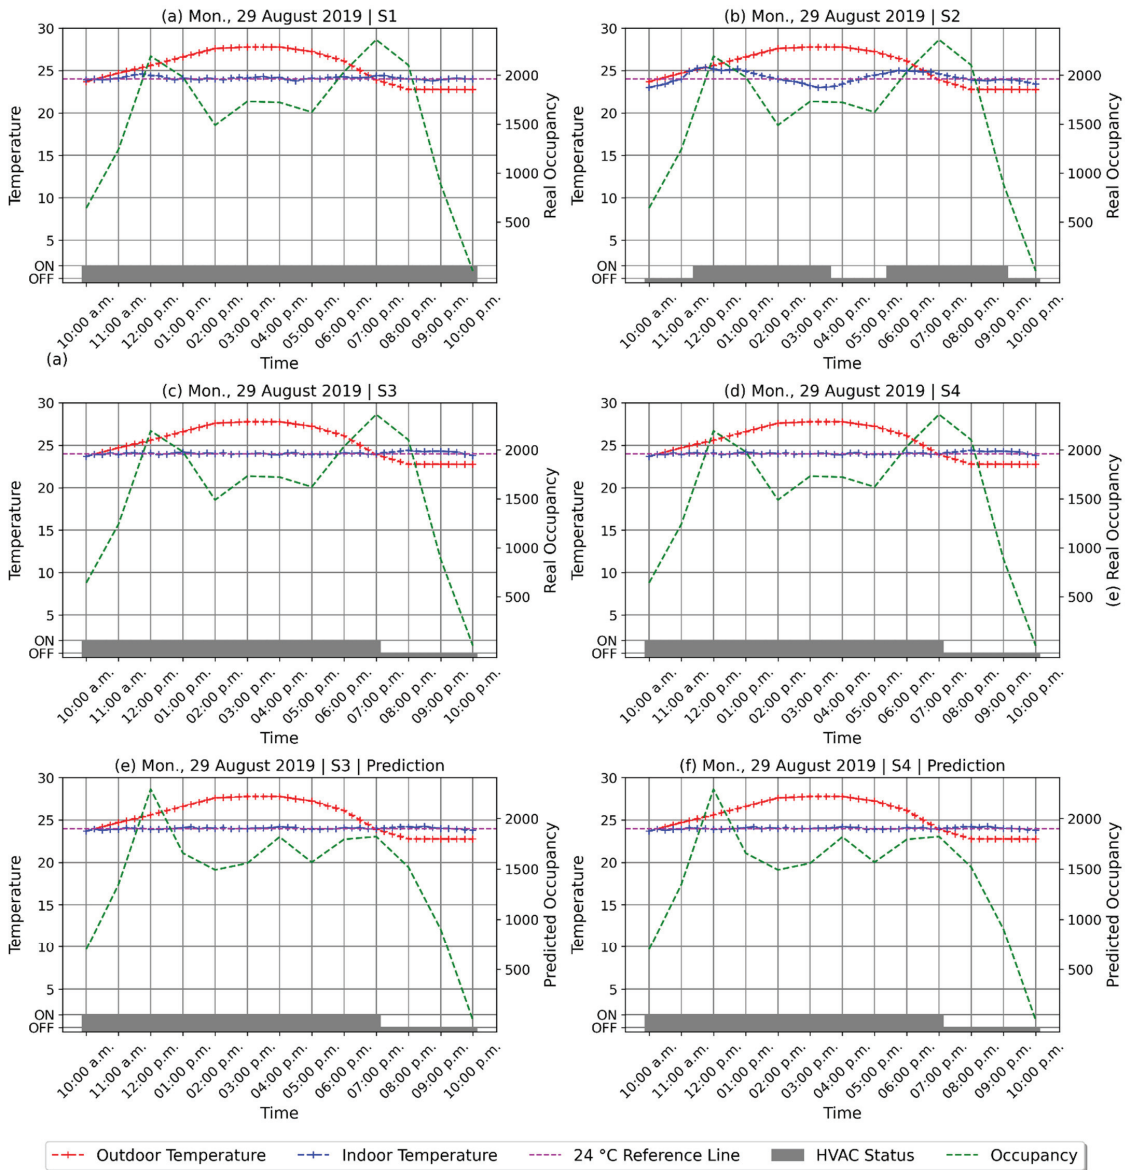 (a) Mon., 29 August 2019 | S1
(b) Mon., 29 August 2019 | S2
30
25
20
15
10
5
ON
OFF
Temperature
2000
1500
1000
500
Real Occupancy
10:00 a.m.
11:00 a.m.
12:00 p.m.
01:00 p.m.
02:00 p.m.
03:00 p.m.
04:00 p.m.
05:00 p.m.
06:00 p.m.
07:00 p.m.
08:00 p.m.
09:00 p.m.
10:00 p.m.
Time
(a)
30
25
20
15
10
5
ON
OFF
Temperature
2000
1500
1000
500
Real Occupancy
10:00 a.m.
11:00 a.m.
12:00 p.m.
01:00 p.m.
02:00 p.m.
03:00 p.m.
04:00 p.m.
05:00 p.m.
06:00 p.m.
07:00 p.m.
08:00 p.m.
09:00 p.m.
10:00 p.m.
Time
(c) Mon., 29 August 2019 | S3
(d) Mon., 29 August 2019 | S4
30
25
20
15
10
5
ON
OFF
Temperature
2000
1500
1000
500
Real Occupancy
10:00 a.m.
11:00 a.m.
12:00 p.m.
01:00 p.m.
02:00 p.m.
03:00 p.m.
04:00 p.m.
05:00 p.m.
06:00 p.m.
07:00 p.m.
08:00 p.m.
09:00 p.m.
10:00 p.m.
Time
30
25
20
15
10
5
ON
OFF
Temperature
2000
1500
1000
500
(e) Real Occupancy
10:00 a.m.
11:00 a.m.
12:00 p.m.
01:00 p.m.
02:00 p.m.
03:00 p.m.
04:00 p.m.
05:00 p.m.
06:00 p.m.
07:00 p.m.
08:00 p.m.
09:00 p.m.
10:00 p.m.
Time
(e) Mon., 29 August 2019 | S3 | Prediction
(f) Mon., 29 August 2019 | S4 | Prediction
30
25
20
15
10
5
ON
OFF
Temperature
2000
1500
1000
500
Predicted Occupancy
10:00 a.m.
11:00 a.m.
12:00 p.m.
01:00 p.m.
02:00 p.m.
03:00 p.m.
04:00 p.m.
05:00 p.m.
06:00 p.m.
07:00 p.m.
08:00 p.m.
09:00 p.m.
10:00 p.m.
Time
30
25
20
15
10
5
ON
OFF
Temperature
2000
1500
1000
500
Predicted Occupancy
10:00 a.m.
11:00 a.m.
12:00 p.m.
01:00 p.m.
02:00 p.m.
03:00 p.m.
04:00 p.m.
05:00 p.m.
06:00 p.m.
07:00 p.m.
08:00 p.m.
09:00 p.m.
10:00 p.m.
Time
Outdoor Temperature Indoor Temperature 24 °C Reference Line HVAC Status Occupancy